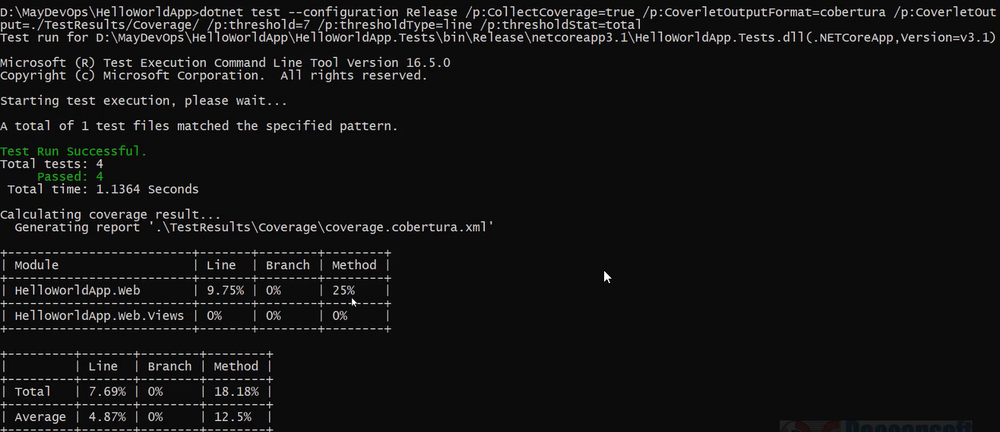 D:\MayDevOps\HelloWorldApp>dotnet test --configuration Release /p:CollectCoverage=true /p:CoverletOutputFormat=cobertura /p:CoverletOut
put=./TestResults/Coverage/ /p:threshold=7 /p:thresholdType=line /p:thresholdStat=total
Test run for D:\MayDevOps\HelloWorldApp\HelloWorldApp.Tests\bin\Release\netcoreapp3.1\HelloWorldApp.Tests.dll(.NETCoreApp,Version=v3.1)
Microsoft (R) Test Execution Command Line Tool Version 16.5.0
Copyright (c) Microsoft Corporation.  All rights reserved.
Starting test execution, please wait...
A total of 1 test files matched the specified pattern.
Test Run Successful.
Total tests: 4
     Passed: 4
 Total time: 1.1364 Seconds
Calculating coverage result...
  Generating report '.\TestResults\Coverage\coverage.cobertura.xml'
+-------------------------+-------+--------+--------+
| Module                  | Line  | Branch | Method |
+-------------------------+-------+--------+--------+
| HelloWorldApp.Web       | 9.75% | 0%     | 25%    |
+-------------------------+-------+--------+--------+
| HelloWorldApp.Web.Views | 0%    | 0%     | 0%     |
+-------------------------+-------+--------+--------+
+---------+-------+--------+--------+
|         | Line  | Branch | Method |
+---------+-------+--------+--------+
| Total   | 7.69% | 0%     | 18.18% |
+---------+-------+--------+--------+
| Average | 4.87% | 0%     | 12.5%  |
+---------+-------+--------+--------+